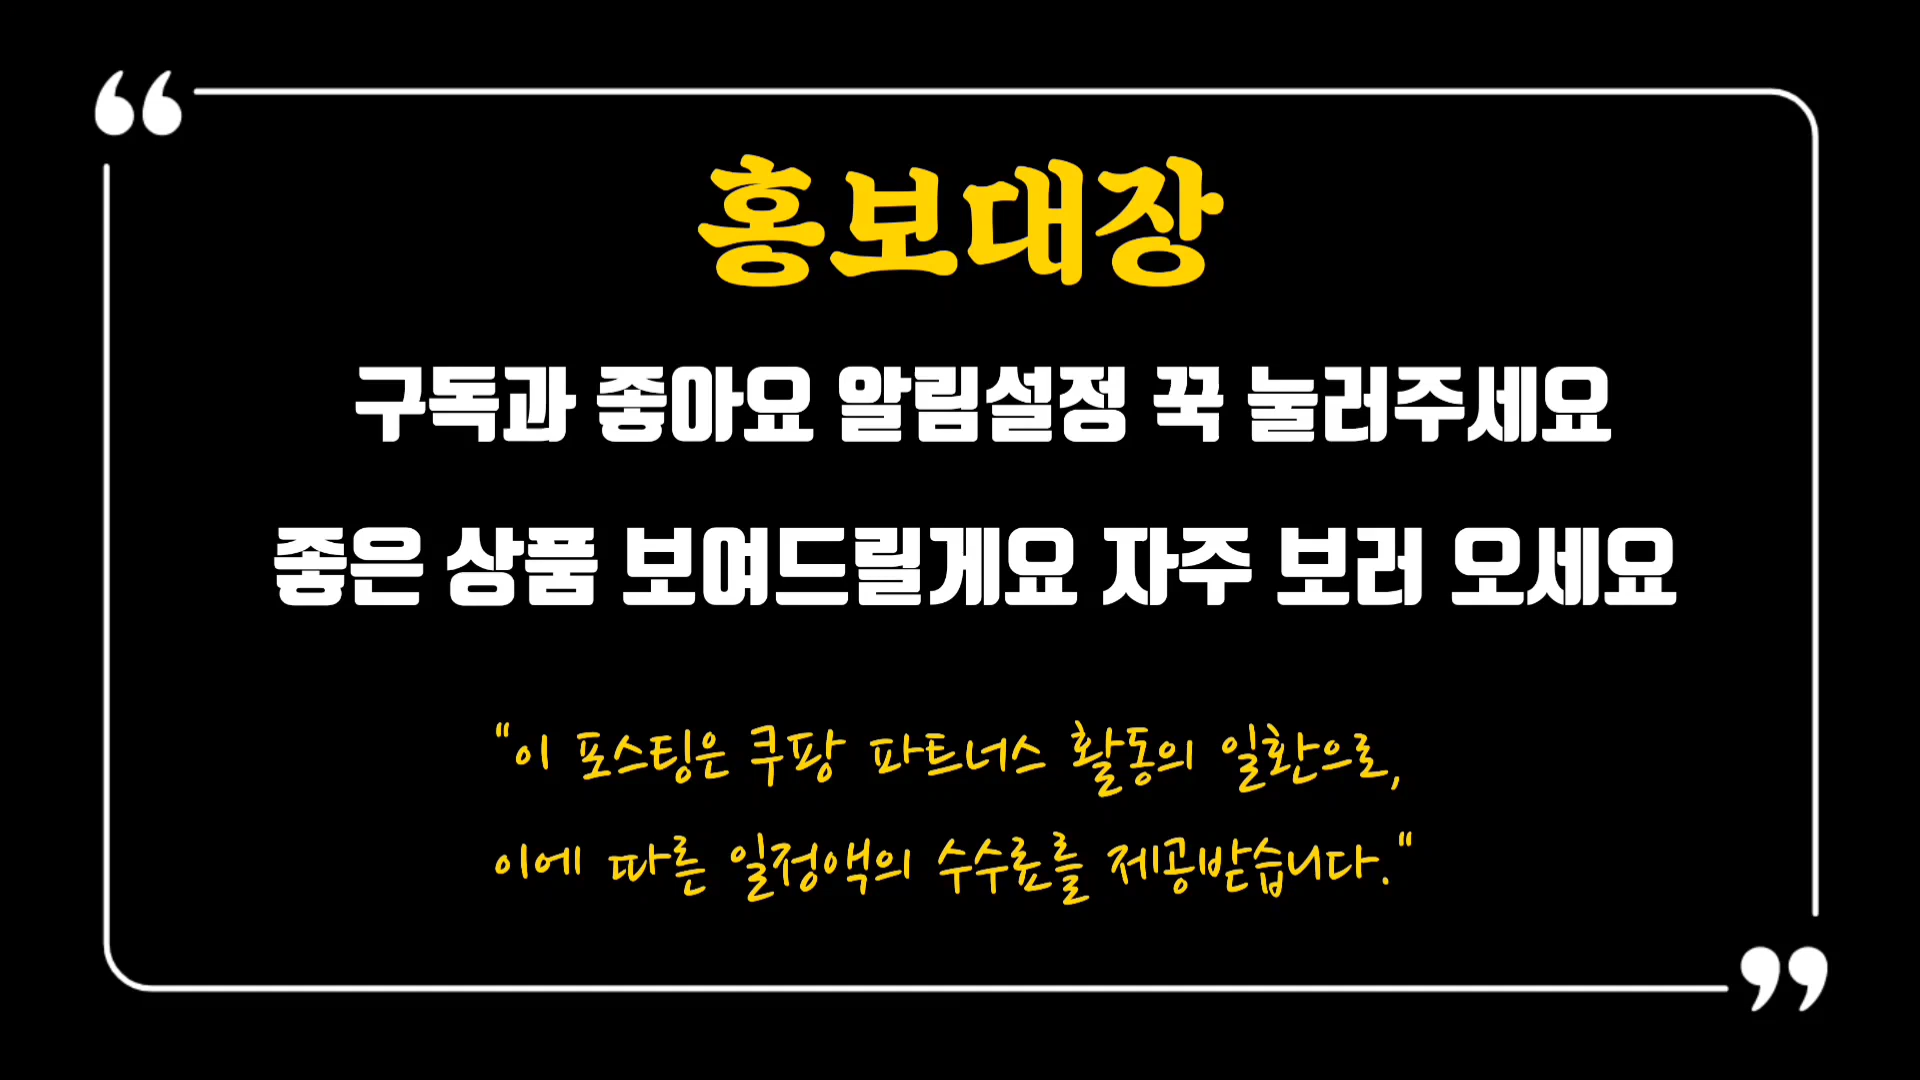 홍보대장
구독과 좋아요 알림설정 꾹 눌러주세요
좋은 상품 보여드릴게요 자주 보러 오세요
"이 포스팅은 쿠팡 파트너스 활동의 일환으로,
이에 따른 일정액의 수수료를 제공받습니다."